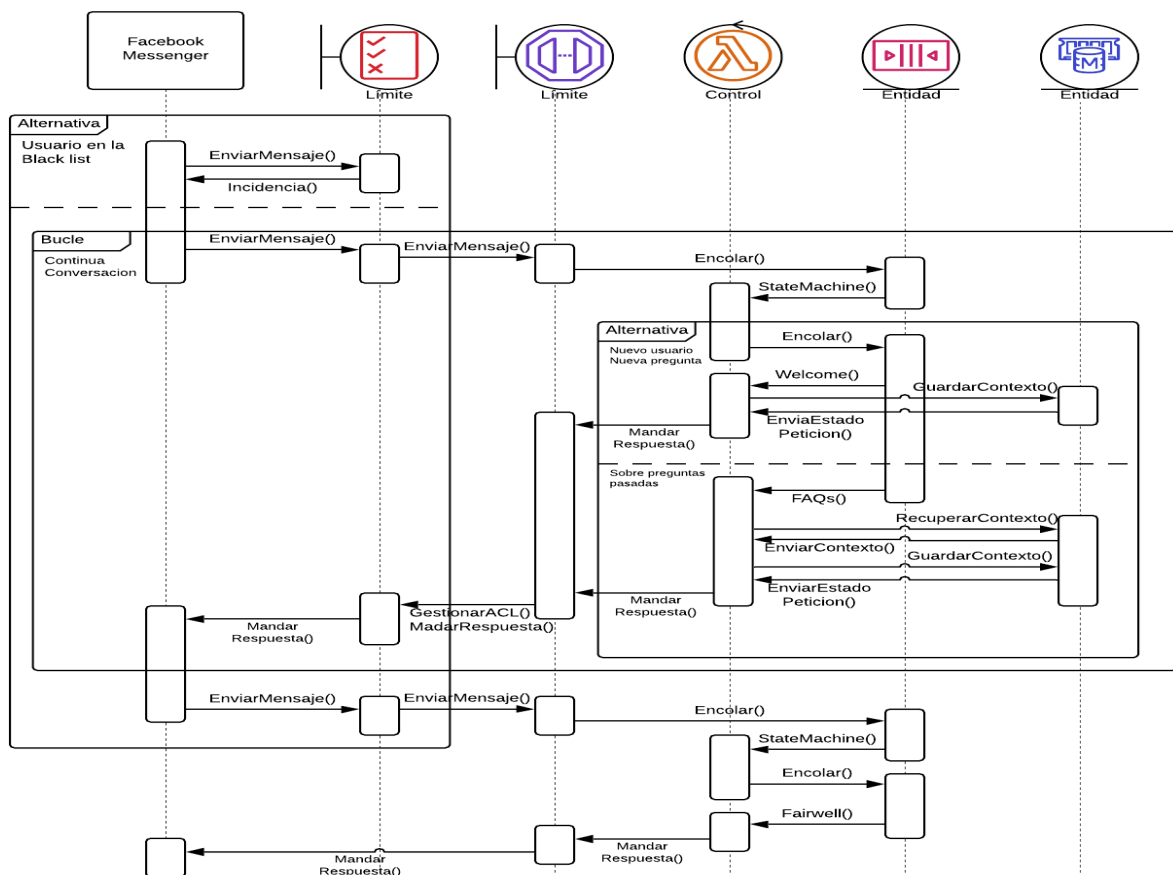 Facebook
Messenger
Límite
Límite
Control
Entidad
Entidad
M
Alternativa
Usuario en la
Black list
EnviarMensaje()
Incidencia()
Bucle
Continua
Conversacion
EnviarMensaje()
EnviarMensaje()
Encolar()
StateMachine()
Alternativa
Nuevo usuario
Nueva pregunta
Encolar()
Welcome()
GuardarContexto()
EnviaEstado
Peticion()
Mandar
Respuesta()
Sobre preguntas
pasadas
FAQs()
RecuperarContexto()
EnviarContexto()
GuardarContexto()
EnviarEstado
Peticion()
Mandar
Respuesta()
GestionarACL()
MadarRespuesta()
Mandar
Respuesta()
EnviarMensaje()
EnviarMensaje()
Encolar()
StateMachine()
Encolar()
Fairwell()
Mandar
Respuesta()
Mandar
Respuesta()